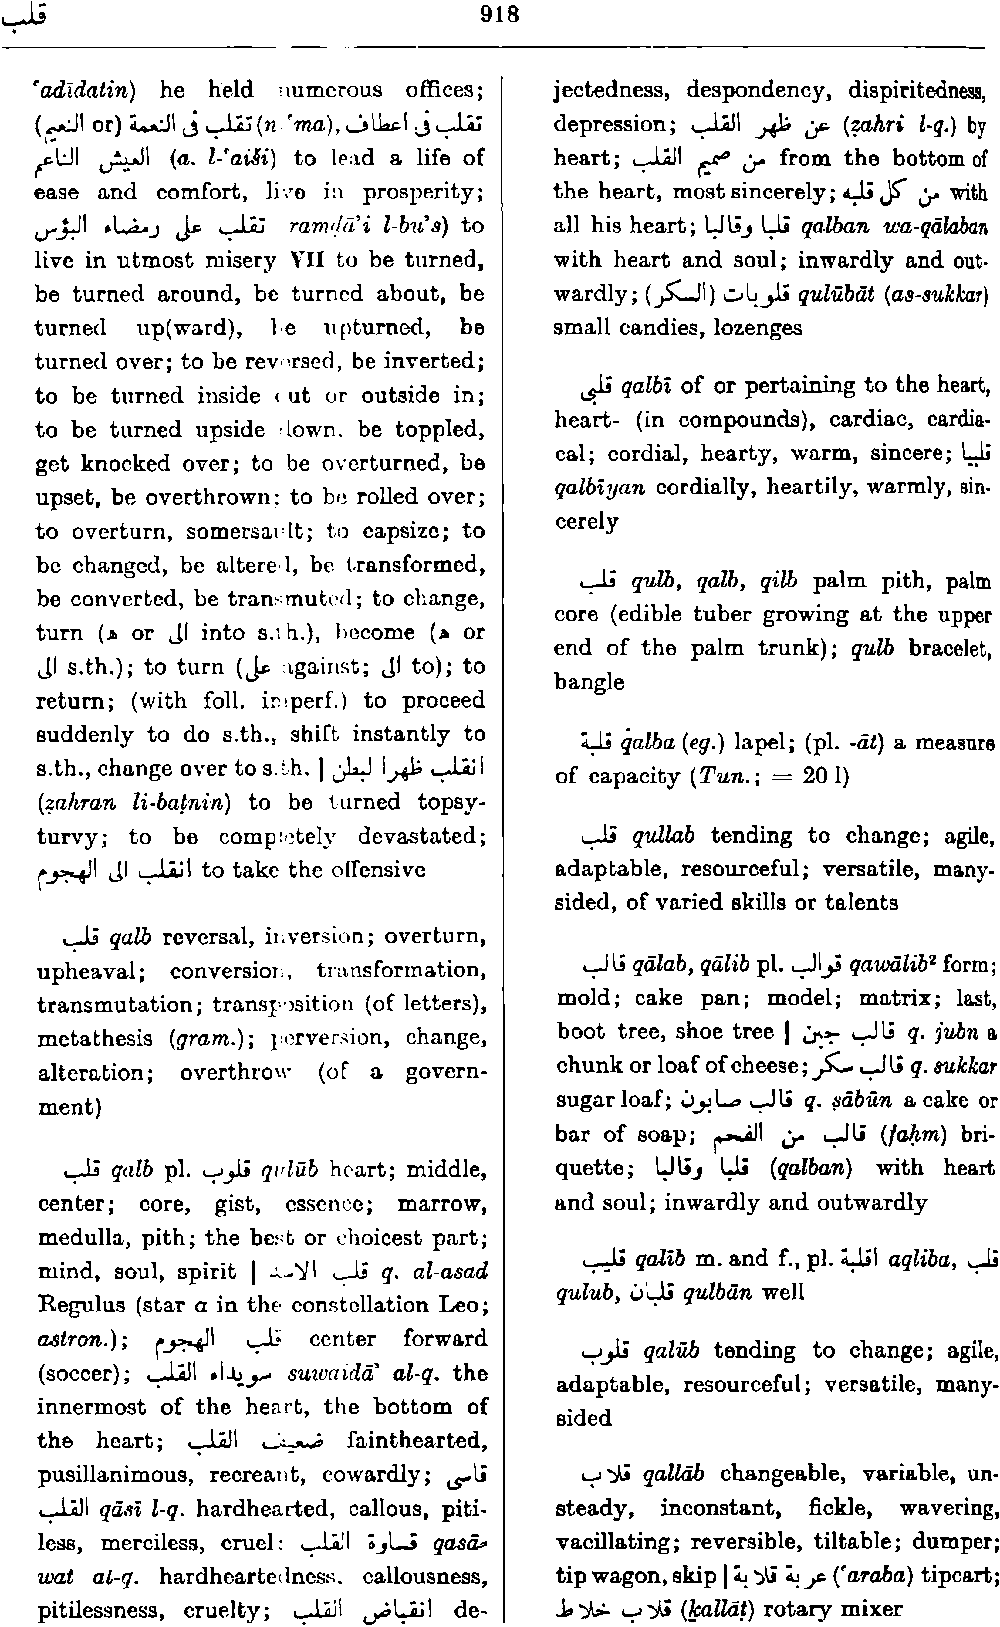 قلب
918
ʿadīdatin) he held numerous offices;
تقلب فى اعطاف (n.ʿma) تقلب فى النعمة (or النعيم)
العيش الناعم (a. l-ʿaiši) to lead a life of
ease and comfort, live in prosperity;
تقلب على رمضاء البؤس ramḍāʾi l-buʾs) to
live in utmost misery VII to be turned,
be turned around, be turned about, be
turned up(ward), be upturned, be
turned over; to be reversed, be inverted;
to be turned inside out or outside in;
to be turned upside down, be toppled,
get knocked over; to be overturned, be
upset, be overthrown; to be rolled over;
to overturn, somersault; to capsize; to
be changed, be altered, be transformed,
be converted, be transmuted; to change,
turn (ه or الى into s.th.), become (ه or
الى s.th.); to turn (على against; الى to); to
return; (with foll. imperf.) to proceed
suddenly to do s.th., shift instantly to
s.th., change over to s.th. | انقلب ظهرا لبطن
(ẓahran li-baṭnin) to be turned topsy-
turvy; to be completely devastated;
انقلب الى الهجوم to take the offensive
قلب qalb reversal, inversion; overturn,
upheaval; conversion, transformation,
transmutation; transposition (of letters),
metathesis (gram.); perversion, change,
alteration; overthrow (of a govern-
ment)
قلب qalb pl. قلوب qulūb heart; middle,
center; core, gist, essence; marrow,
medulla, pith; the best or choicest part;
mind, soul, spirit | قلب الاسد q. al-asad
Regulus (star α in the constellation Leo;
astron.); قلب الهجوم center forward
(soccer); سويداء القلب suwaidāʾ al-q. the
innermost of the heart, the bottom of
the heart; ضعيف القلب fainthearted,
pusillanimous, recreant, cowardly; قاسى
القلب qāsī l-q. hardhearted, callous, piti-
less, merciless, cruel; قساوة القلب qasā-
wat al-q. hardheartedness, callousness,
pitilessness, cruelty; انقباض القلب de-
jectedness, despondency, dispiritedness,
depression; عن ظهر القلب (ẓahri l-q.) by
heart; من صميم القلب from the bottom of
the heart, most sincerely; من كل قلبه with
all his heart; قلبا وقالبا qalban wa-qālaban
with heart and soul; inwardly and out-
wardly; قلوبات (السكر) qulūbāt (as-sukkar)
small candies, lozenges
قلبى qalbī of or pertaining to the heart,
heart- (in compounds), cardiac, cardia-
cal; cordial, hearty, warm, sincere; قلبيا
qalbīyan cordially, heartily, warmly, sin-
cerely
قلب qulb, qalb, qilb palm pith, palm
core (edible tuber growing at the upper
end of the palm trunk); qulb bracelet,
bangle
قلبة qalba (eg.) lapel; (pl. -āt) a measure
of capacity (Tun.; = 20 l)
قلب qullab tending to change; agile,
adaptable, resourceful; versatile, many-
sided, of varied skills or talents
قالب qālab, qālib pl. قوالب qawālib² form;
mold; cake pan; model; matrix; last,
boot tree, shoe tree | قالب جبن q. jubn a
chunk or loaf of cheese; قالب سكر q. sukkar
sugar loaf; قالب صابون q. ṣābūn a cake or
bar of soap; قالب من الفحم (faḥm) bri-
quette; قلبا وقالبا (qalban) with heart
and soul; inwardly and outwardly
قليب qalīb m. and f., pl. اقلبة aqliba, قلب
qulub, قلبان qulbān well
قلوب qalūb tending to change; agile,
adaptable, resourceful; versatile, many-
sided
قلاب qallāb changeable, variable, un-
steady, inconstant, fickle, wavering,
vacillating; reversible, tiltable; dumper;
tip wagon, skip | عربة قلابة (ʿaraba) tipcart;
قلاب خلاط (ḵallāṭ) rotary mixer